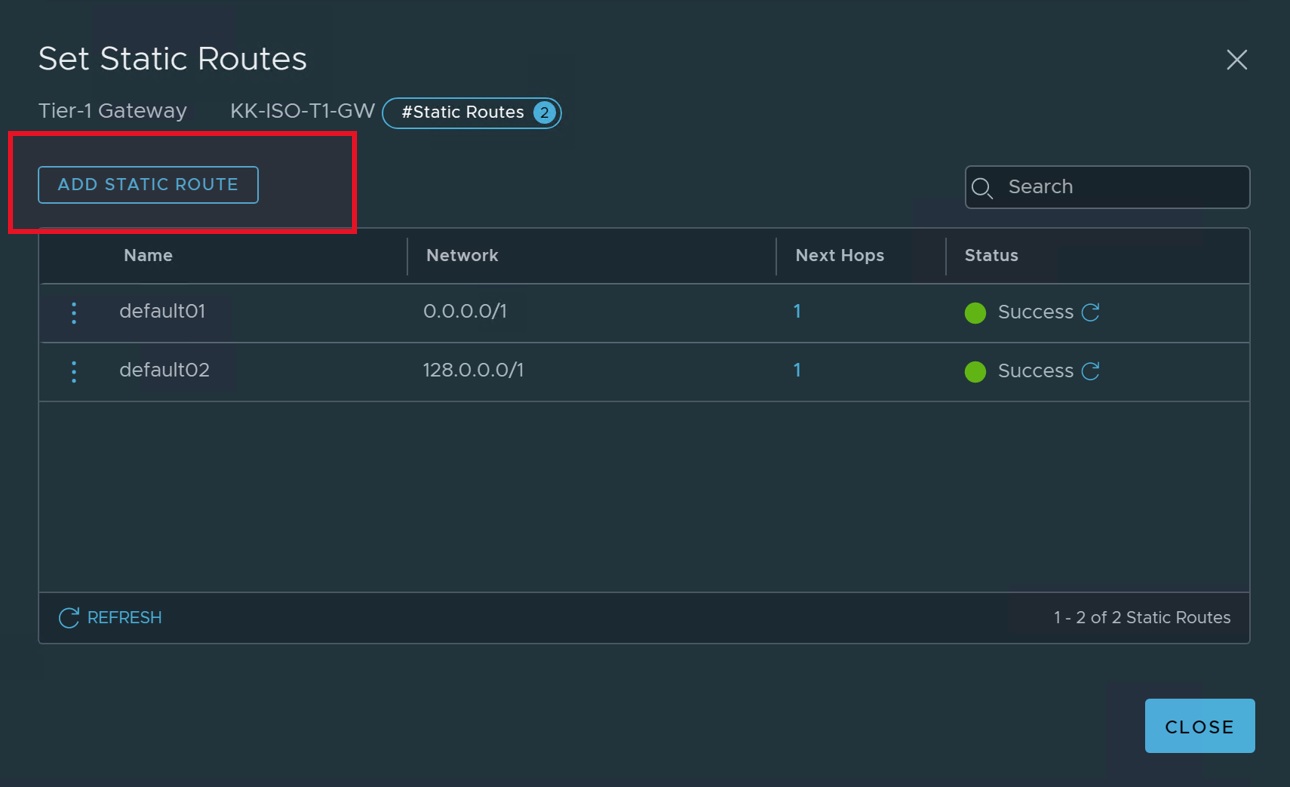 Set Static Routes
Tier-1 Gateway KK-ISO-T1-GW #Static Routes 2
ADD STATIC ROUTE
Search
Name Network Next Hops Status
default01 0.0.0.0/1 1 Success
default02 128.0.0.0/1 1 Success
REFRESH 1 - 2 of 2 Static Routes
CLOSE